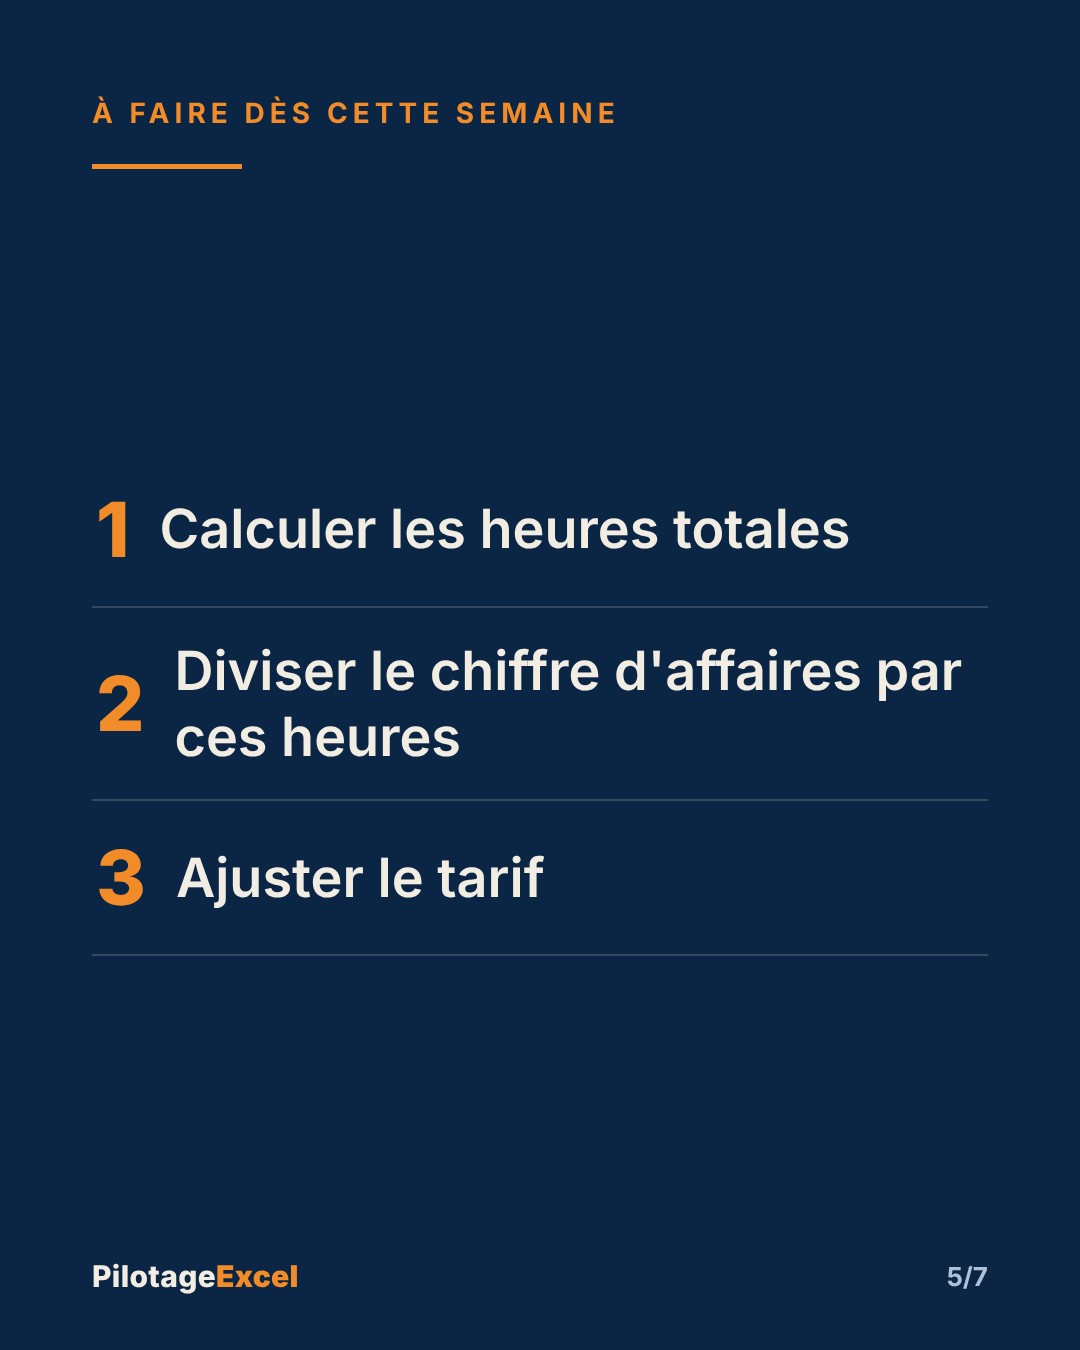 À FAIRE DÈS CETTE SEMAINE
1 Calculer les heures totales
2 Diviser le chiffre d'affaires par
ces heures
3 Ajuster le tarif
PilotageExcel
5/7